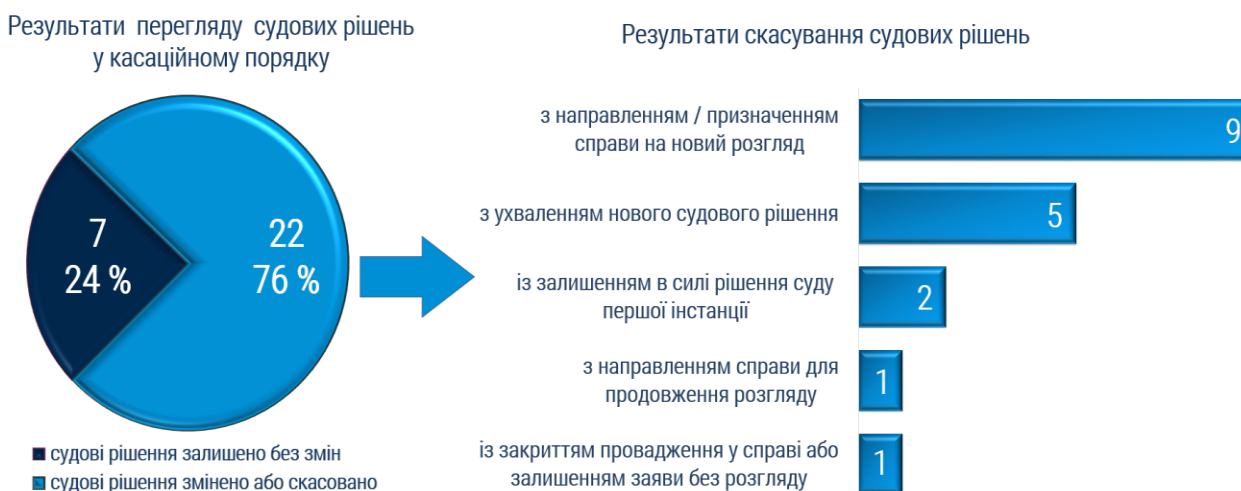 Результати перегляду судових рішень
у касаційному порядку
7
24 %
22
76 %
судові рішення залишено без змін
судові рішення змінено або скасовано
Результати скасування судових рішень
з направленням / призначенням
справи на новий розгляд
9
з ухваленням нового судового рішення
5
із залишенням в силі рішення суду
першої інстанції
2
з направленням справи для
продовження розгляду
1
із закриттям провадження у справі або
залишенням заяви без розгляду
1